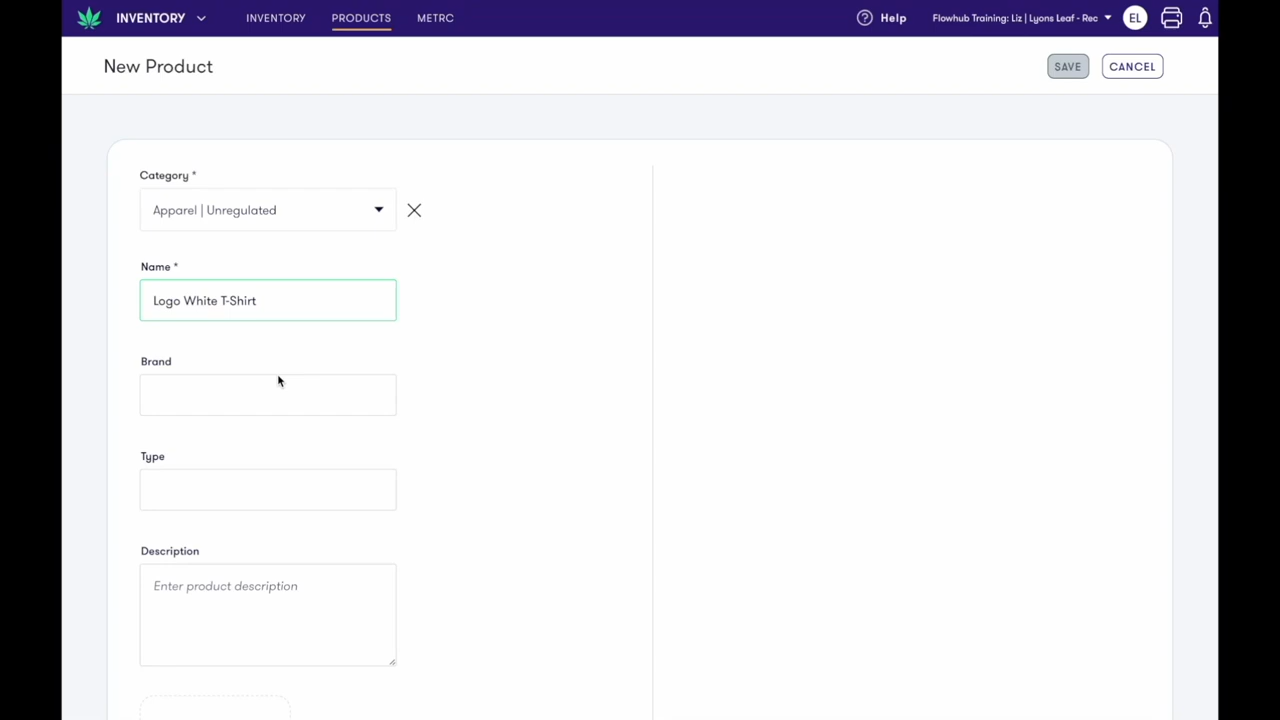 INVENTORY INVENTORY PRODUCTS METRC Help Flowhub Training: Liz | Lyons Leaf - Rec EL
New Product SAVE CANCEL
Category *
Apparel | Unregulated
Name *
Logo White T-Shirt
Brand
Type
Description
Enter product description